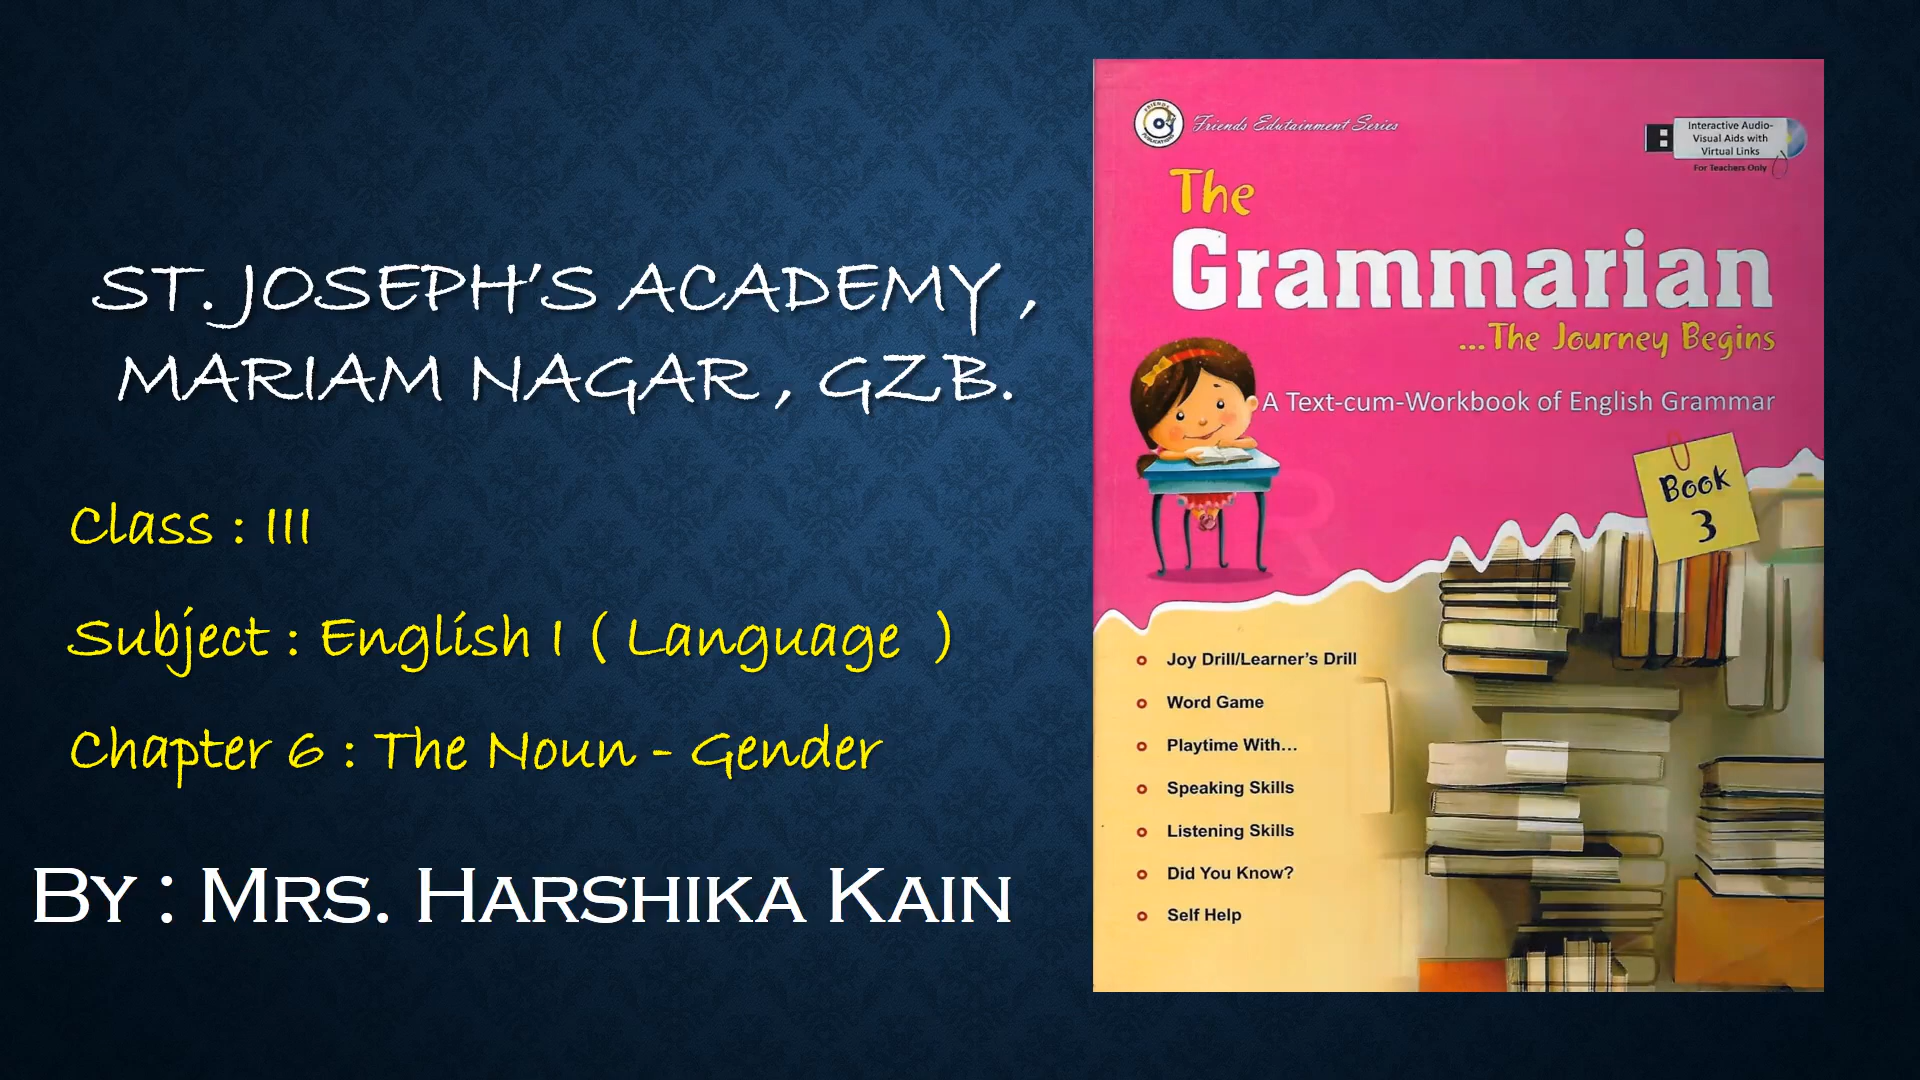 ST. JOSEPH'S ACADEMY ,
MARIAM NAGAR , GZB.
Class : III
Subject : English I ( Language )
Chapter 6 : The Noun - Gender
By : Mrs. Harshika Kain
Friends Edutainment Series
Interactive Audio-
Visual Aids with
Virtual Links
For Teachers Only
The
Grammarian
...The Journey Begins
A Text-cum-Workbook of English Grammar
Book
3
Joy Drill/Learner's Drill
Word Game
Playtime With...
Speaking Skills
Listening Skills
Did You Know?
Self Help